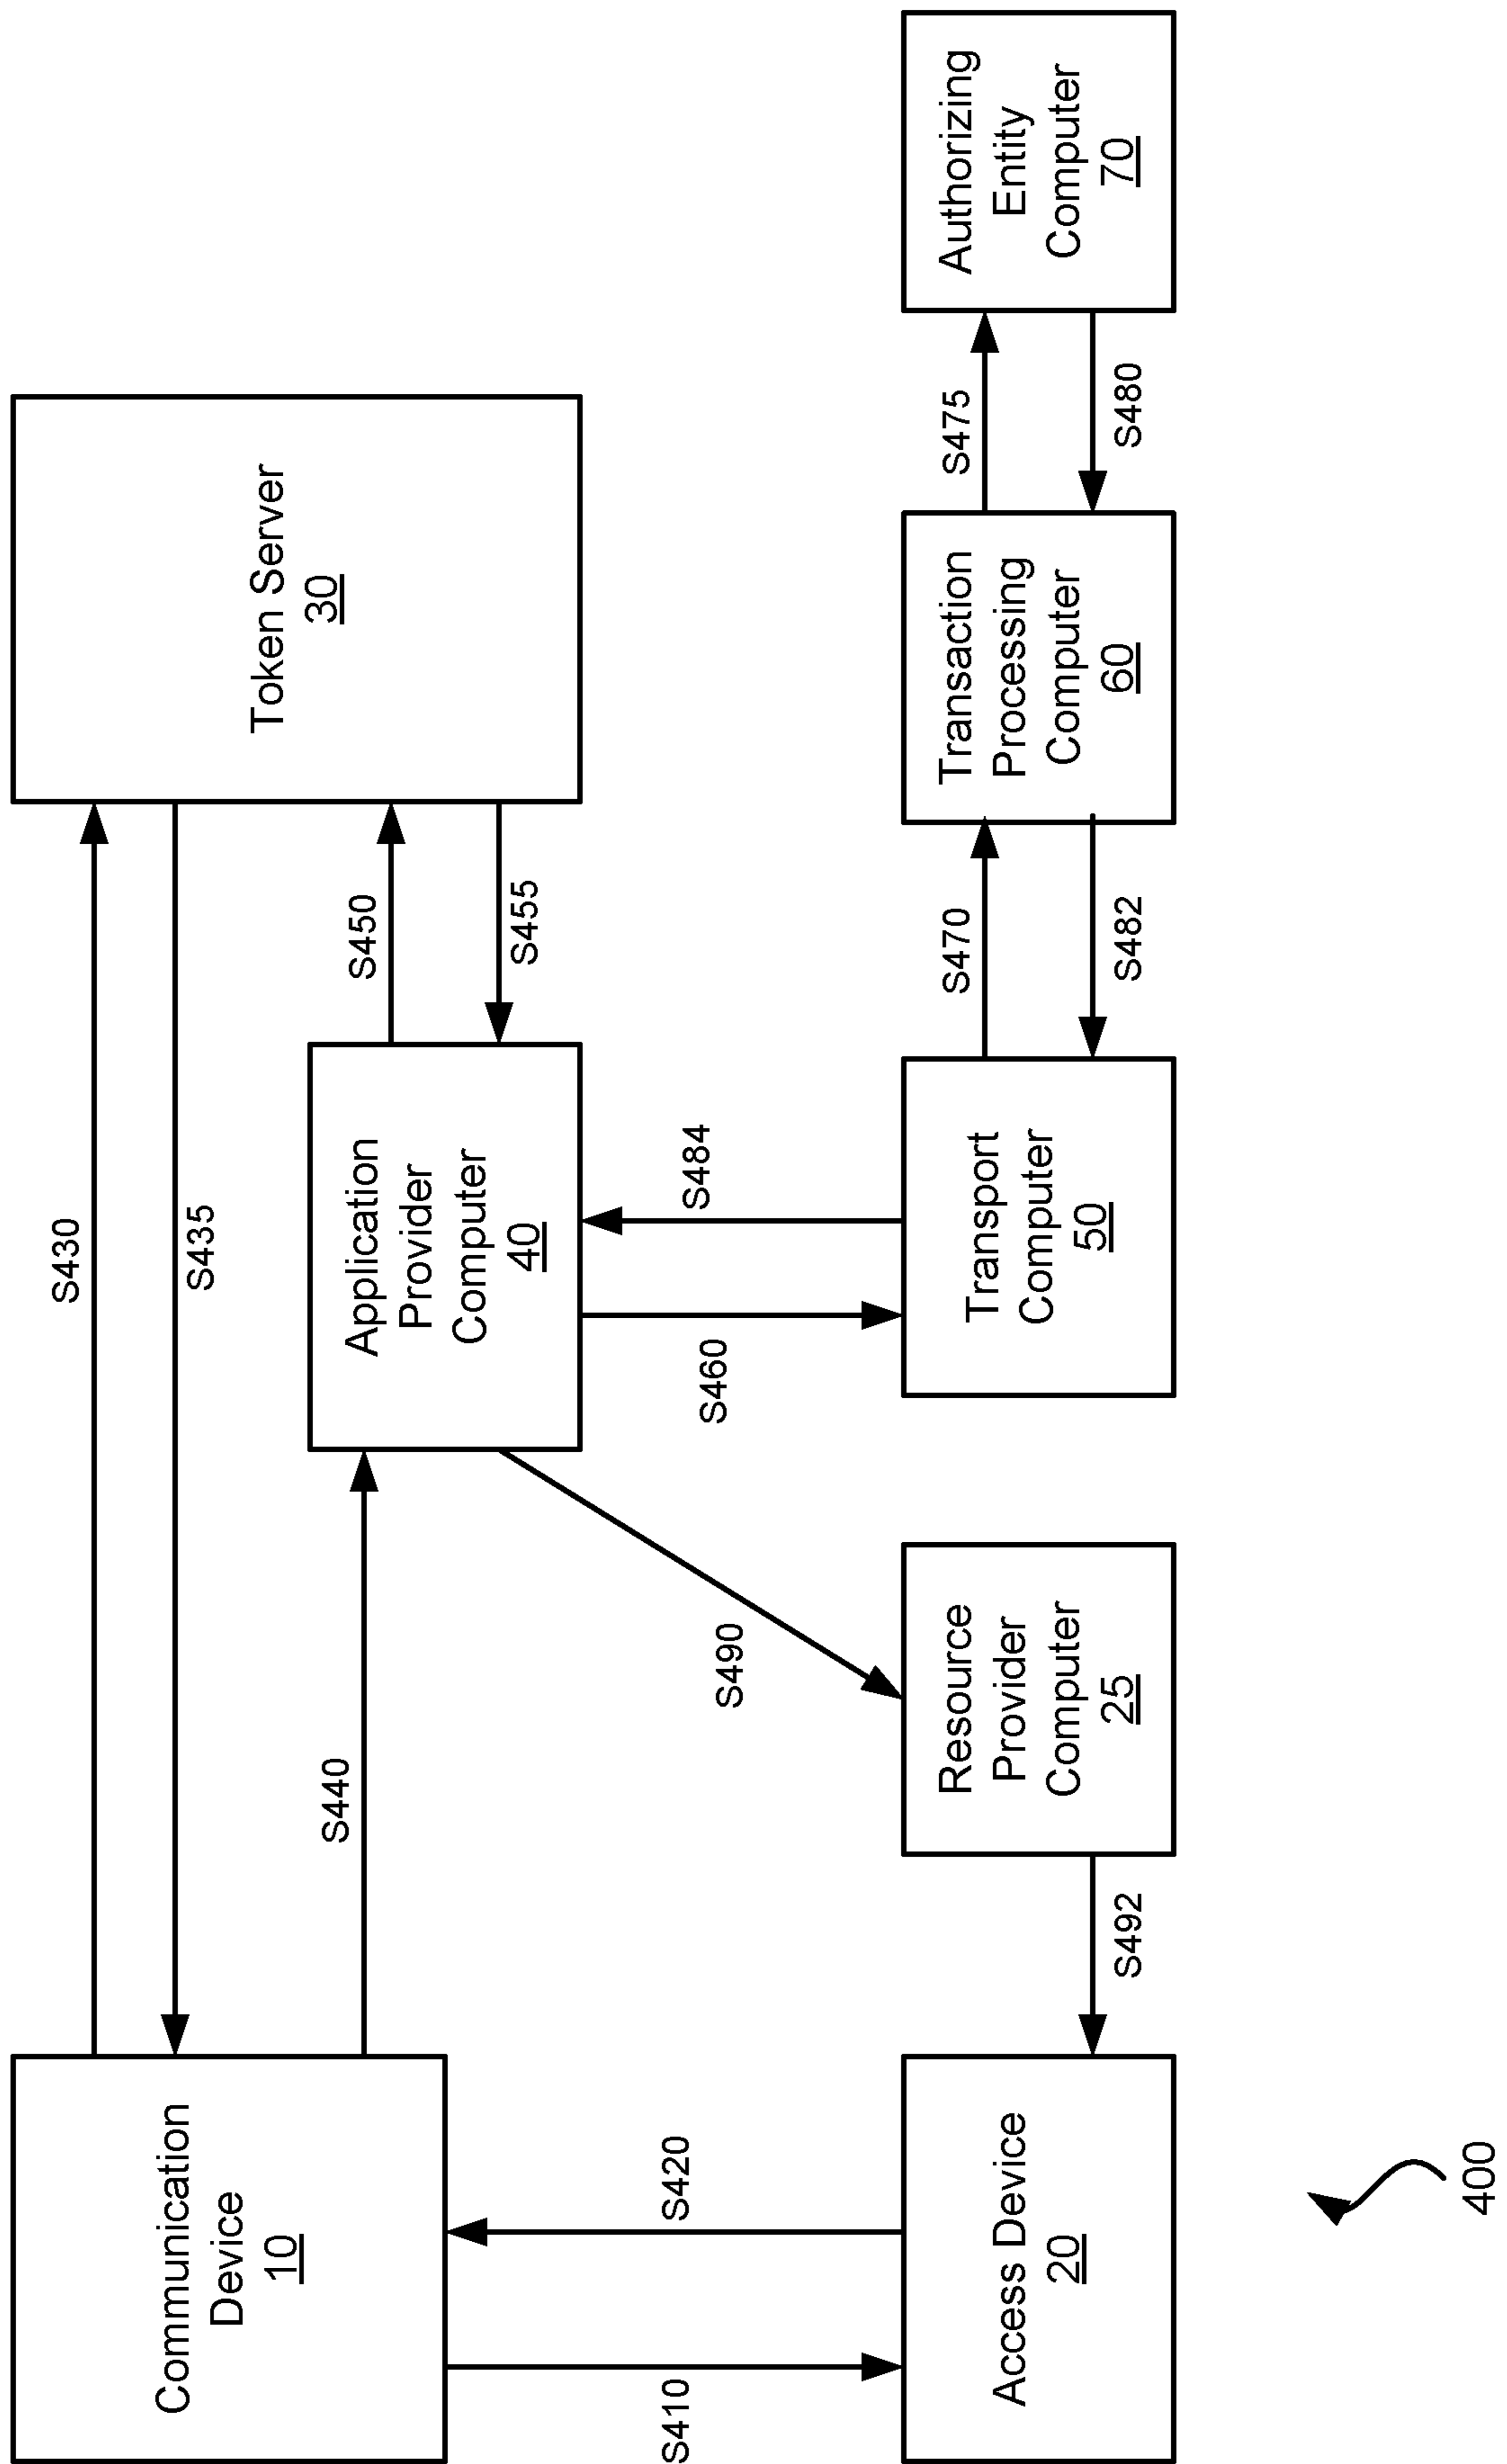 S430
S435
Communication
Device
10
Token Server
30
S440
Application
Provider
Computer
40
S450
S455
S410
S420
S490
S460
S484
Access Device
20
S492
Resource
Provider
Computer
25
Transport
Computer
50
S470
S482
Transaction
Processing
Computer
60
S475
S480
Authorizing
Entity
Computer
70
400